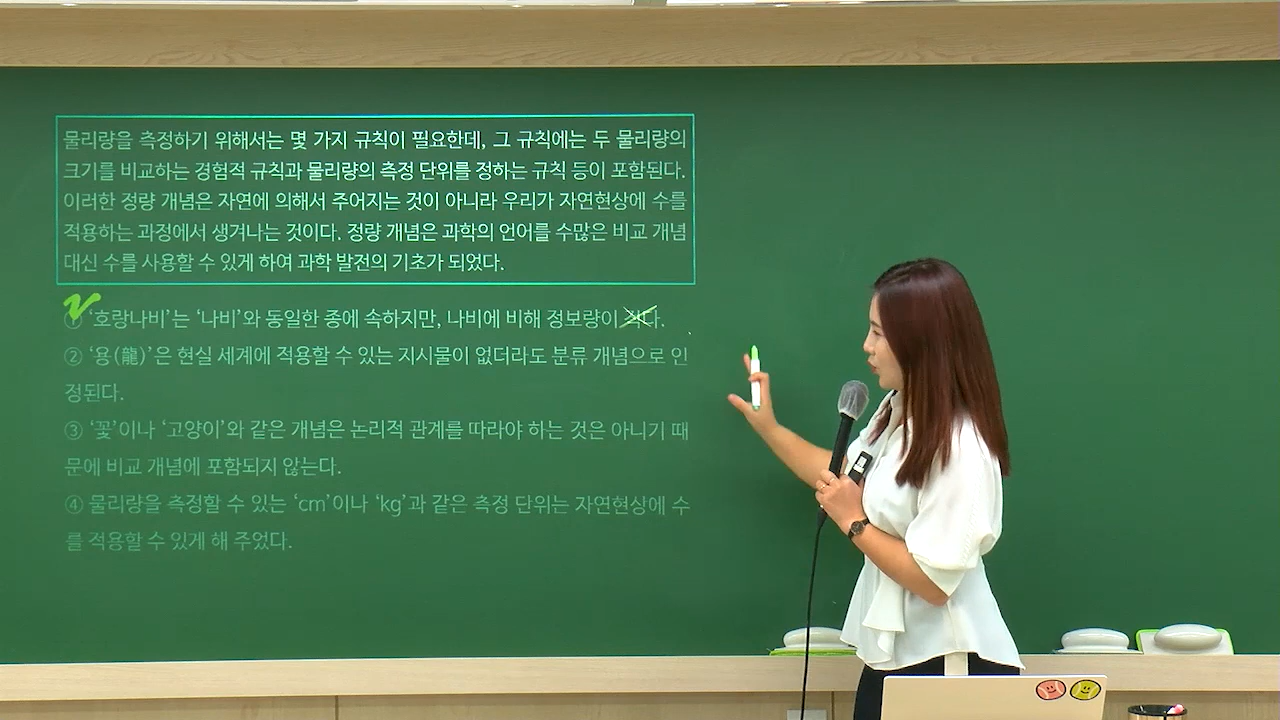 물리량을 측정하기 위해서는 몇 가지 규칙이 필요한데, 그 규칙에는 두 물리량의
크기를 비교하는 경험적 규칙과 물리량의 측정 단위를 정하는 규칙 등이 포함된다.
이러한 정량 개념은 자연에 의해서 주어지는 것이 아니라 우리가 자연현상에 수를
적용하는 과정에서 생겨나는 것이다. 정량 개념은 과학의 언어를 수많은 비교 개념
대신 수를 사용할 수 있게 하여 과학 발전의 기초가 되었다.
① ‘호랑나비’는 ‘나비’와 동일한 종에 속하지만, 나비에 비해 정보량이 적다.
② ‘용(龍)’은 현실 세계에 적용할 수 있는 지시물이 없더라도 분류 개념으로 인
정된다.
③ ‘꽃’이나 ‘고양이’와 같은 개념은 논리적 관계를 따라야 하는 것은 아니기 때
문에 비교 개념에 포함되지 않는다.
④ 물리량을 측정할 수 있는 ‘cm’이나 ‘kg’과 같은 측정 단위는 자연현상에 수
를 적용할 수 있게 해 주었다.